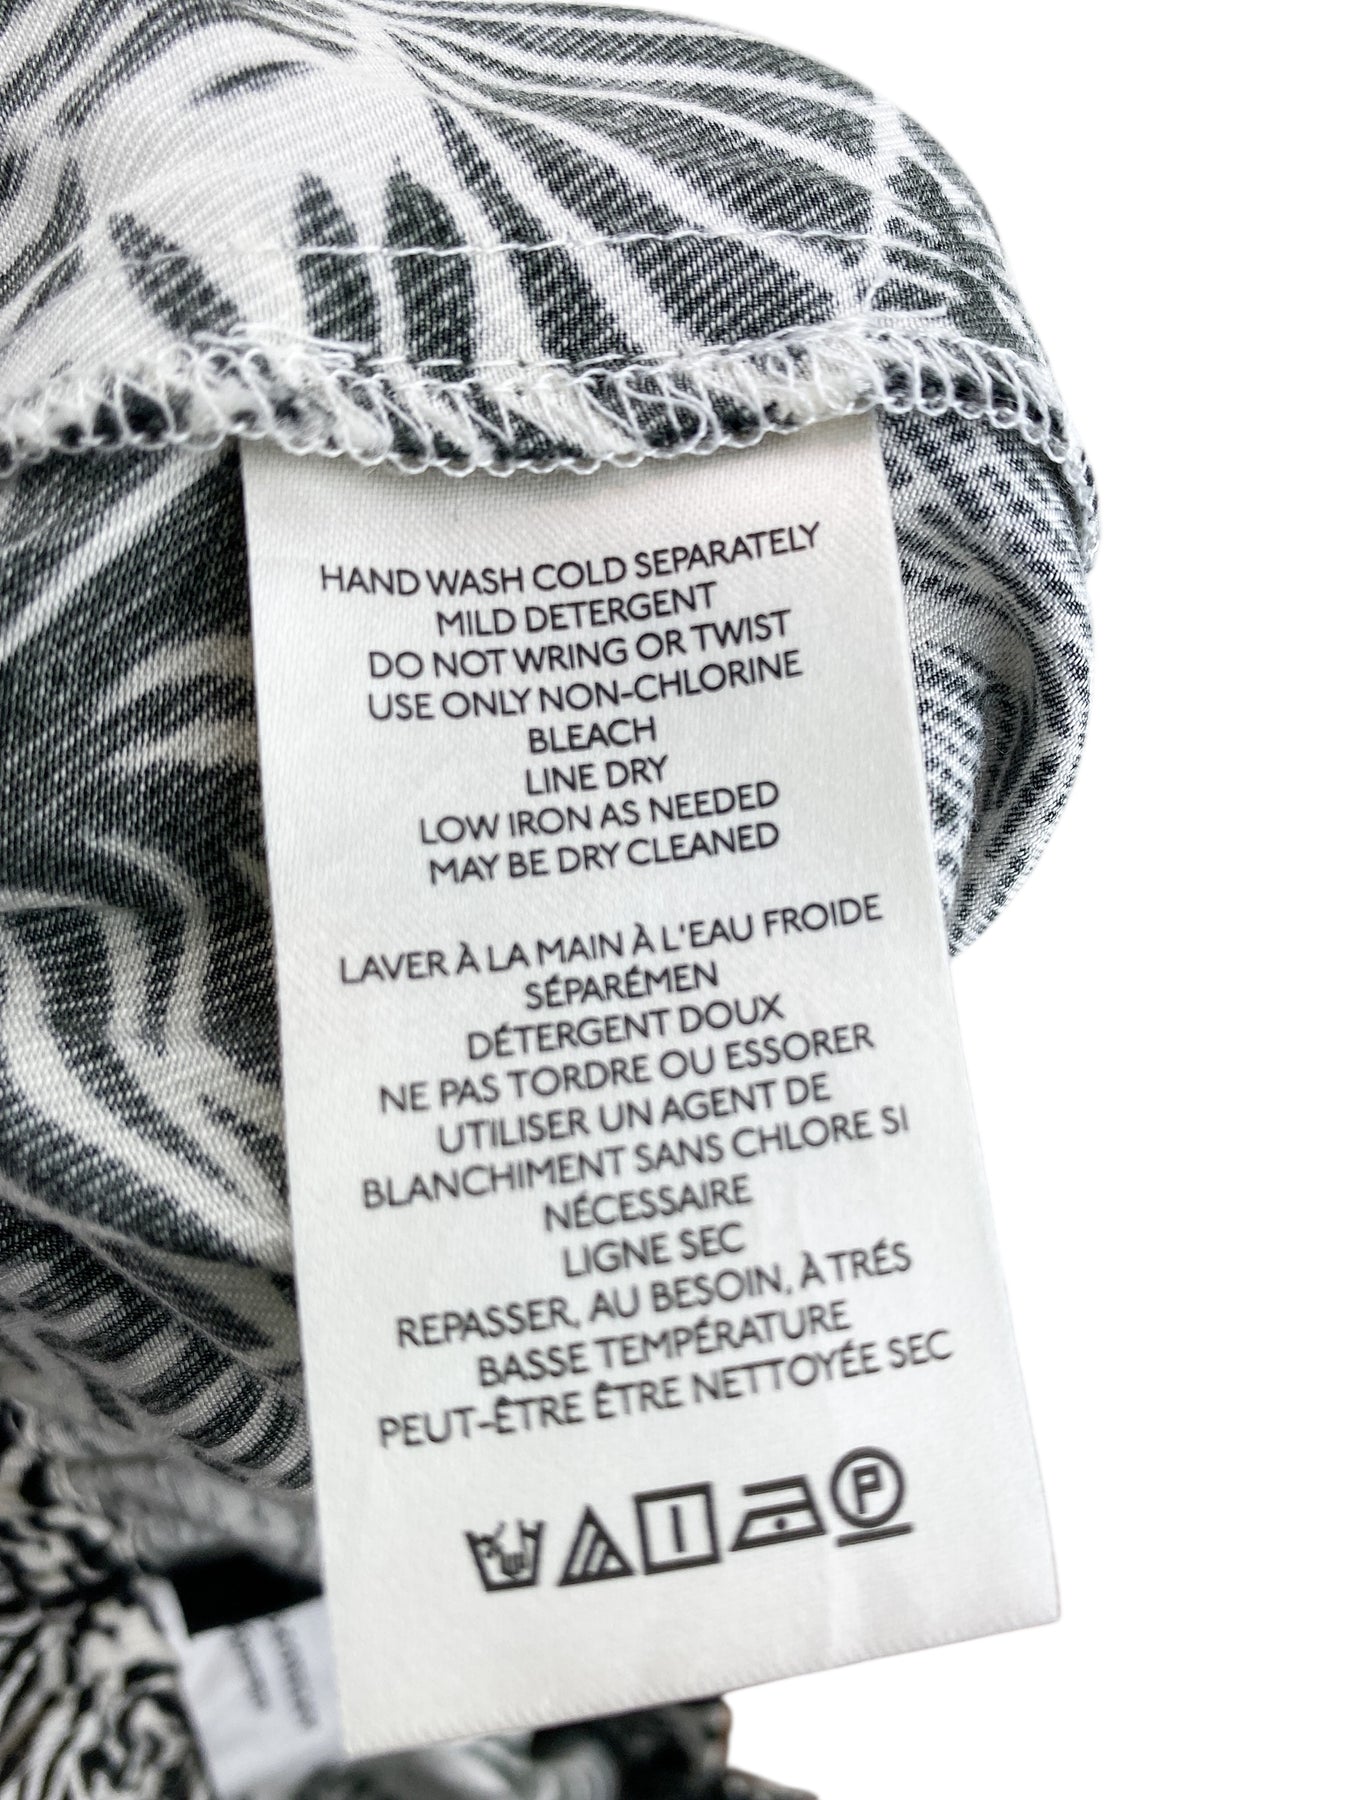 HAND WASH COLD SEPARATELY
MILD DETERGENT
DO NOT WRING OR TWIST
USE ONLY NON-CHLORINE
BLEACH
LINE DRY
LOW IRON AS NEEDED
MAY BE DRY CLEANED
LAVER À LA MAIN À L'EAU FROIDE
SÉPARÉMEN
DÉTERGENT DOUX
NE PAS TORDRE OU ESSORER
UTILISER UN AGENT DE
BLANCHIMENT SANS CHLORE SI
NÉCESSAIRE
LIGNE SEC
REPASSER, AU BESOIN, À TRÉS
BASSE TEMPÉRATURE
PEUT-ÊTRE ÊTRE NETTOYÉE SEC
P